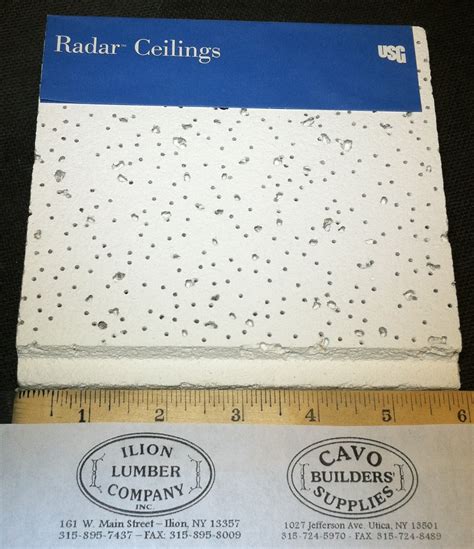 Radar™ Ceilings
USG
1 2 3 4 5 6
ILION
LUMBER
COMPANY
INC.
161 W. Main Street – Ilion, NY 13357
315-895-7437 – FAX: 315-895-8009
CAVO
BUILDERS'
SUPPLIES
1027 Jefferson Ave. Utica, NY 13501
315-724-5970 - FAX 315-724-8489